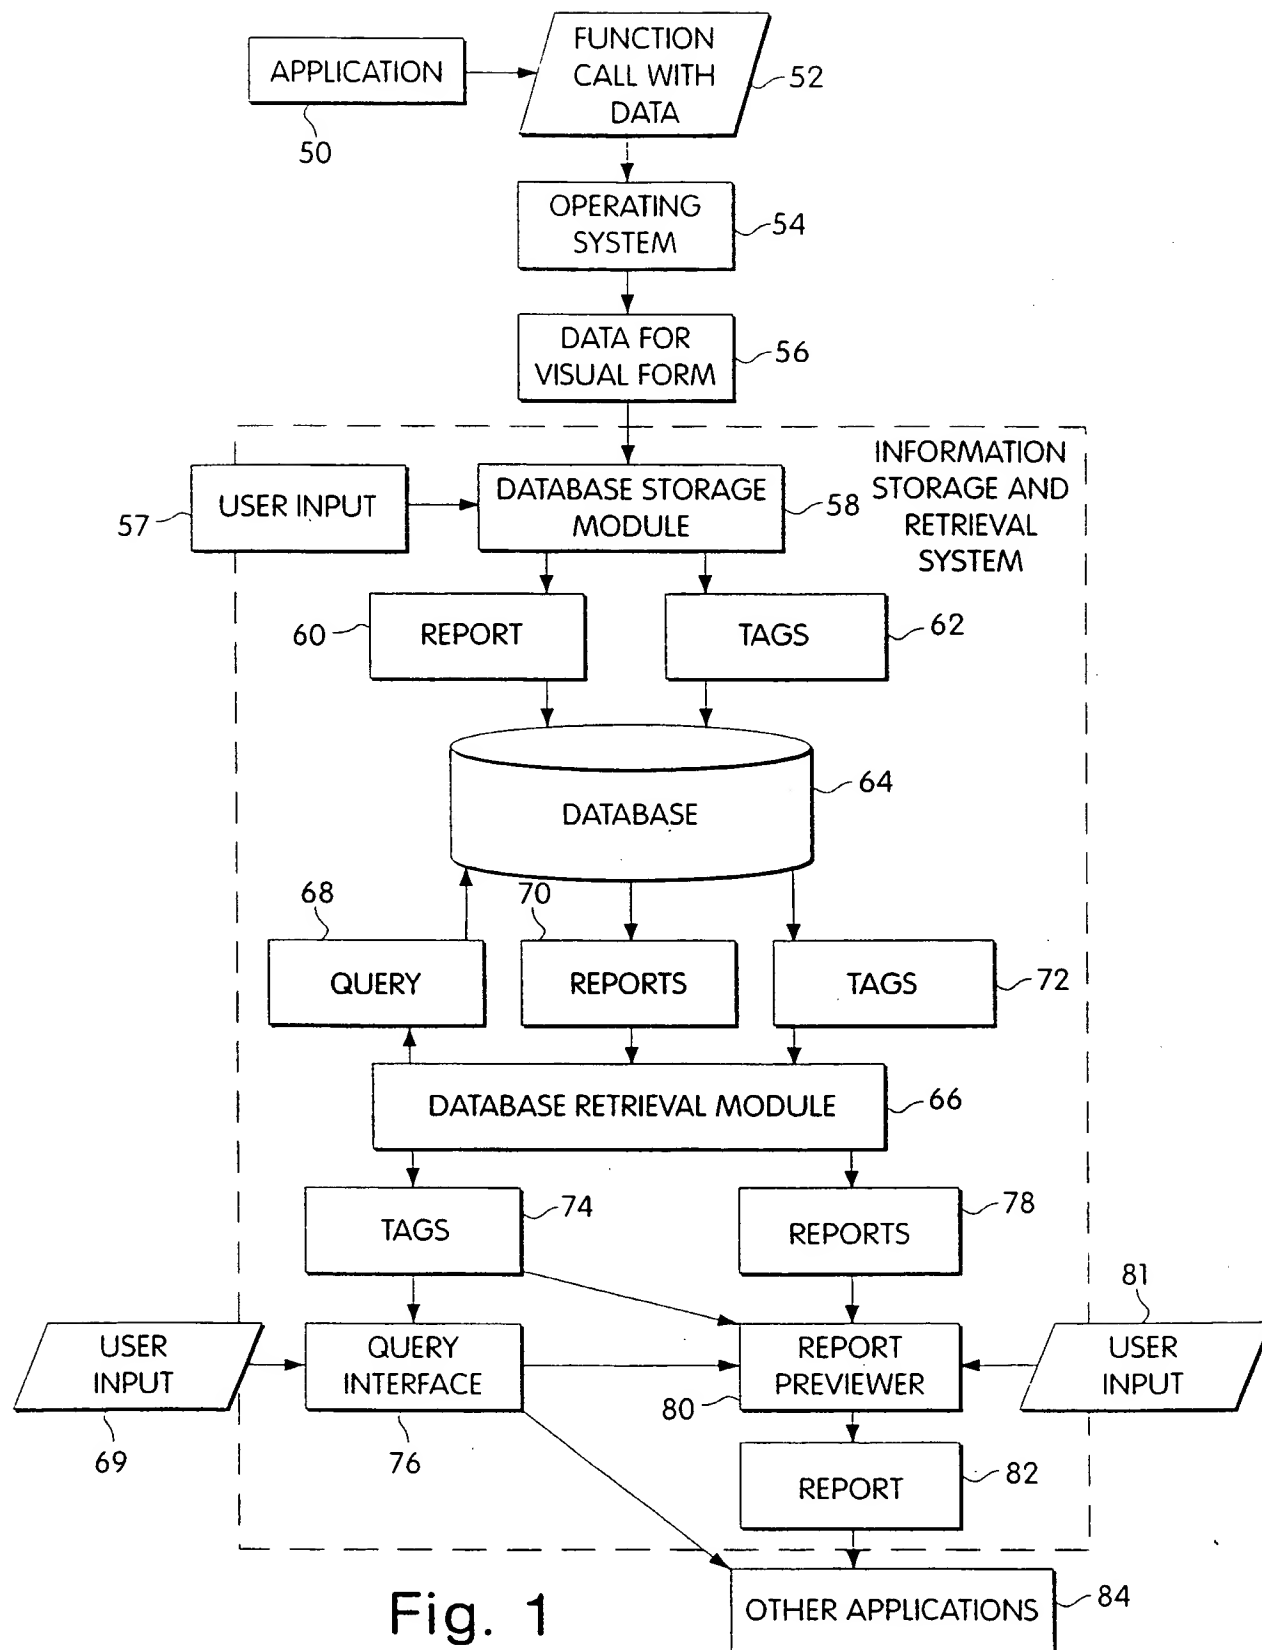 APPLICATION
50
FUNCTION
CALL WITH
DATA
52
OPERATING
SYSTEM
54
DATA FOR
VISUAL FORM
56
INFORMATION
STORAGE AND
RETRIEVAL
SYSTEM
USER INPUT
57
DATABASE STORAGE
MODULE
58
60
REPORT
TAGS
62
DATABASE
64
68
QUERY
70
REPORTS
TAGS
72
DATABASE RETRIEVAL MODULE
66
TAGS
74
REPORTS
78
USER
INPUT
69
QUERY
INTERFACE
76
REPORT
PREVIEWER
80
81
USER
INPUT
REPORT
82
OTHER APPLICATIONS
84
Fig. 1